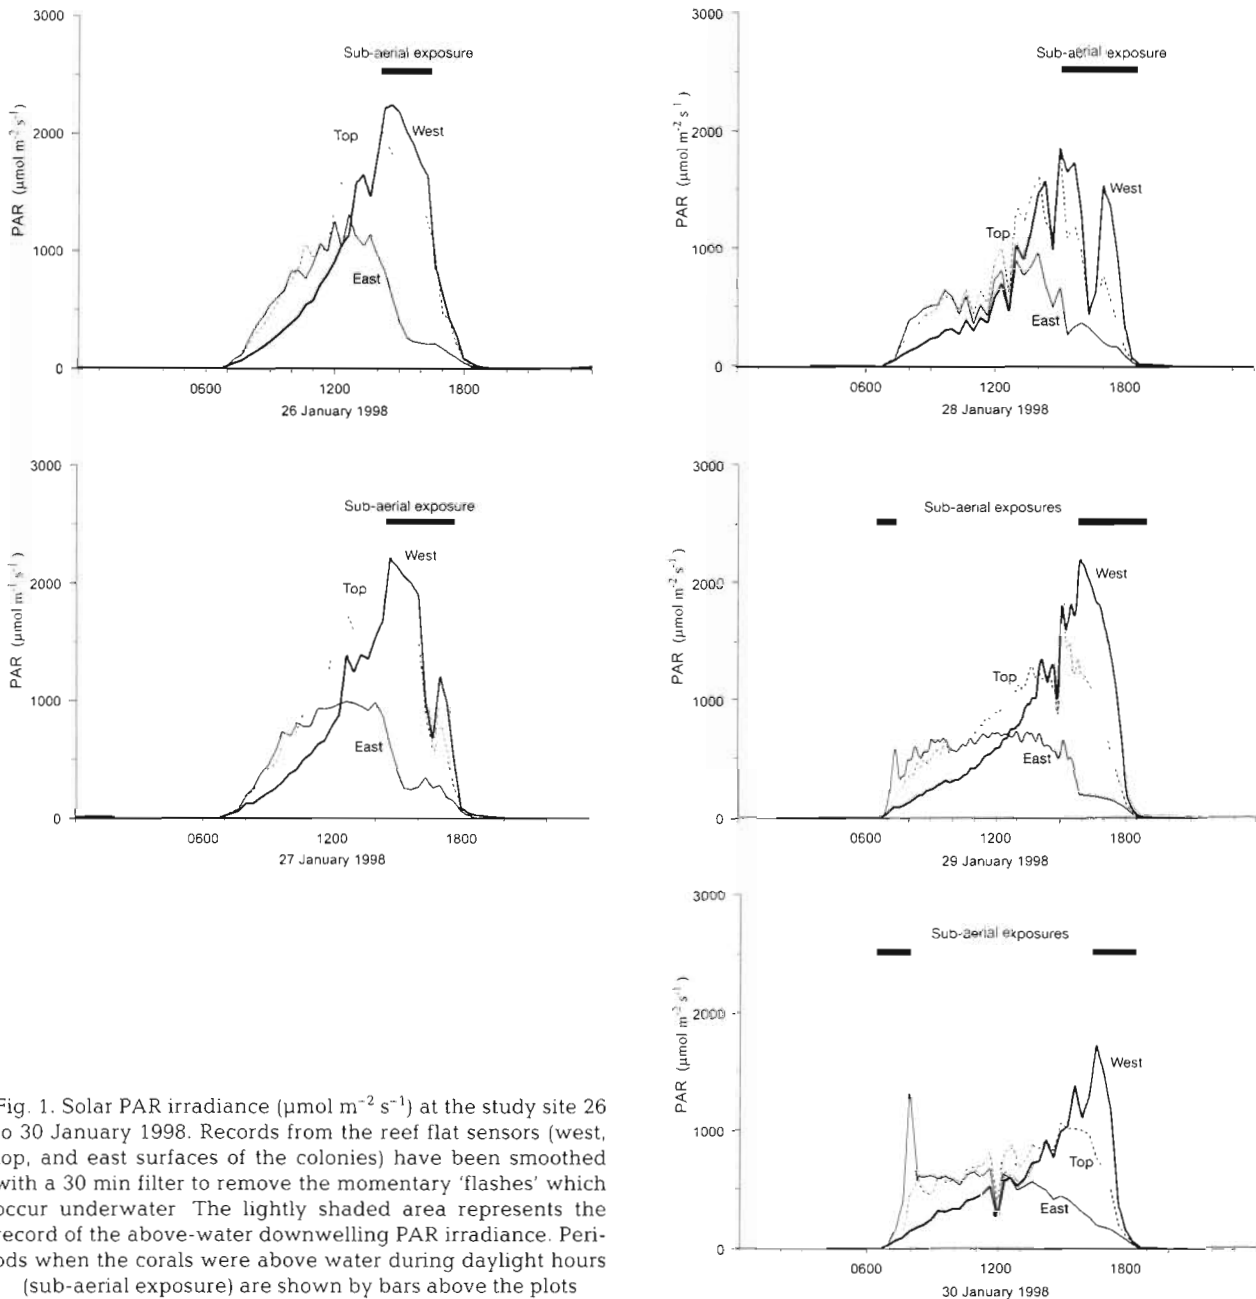 3000
Sub-aerial exposure
2000
Top
West
1000
East
0
PAR (µmol m⁻² s⁻¹)
0600 1200 1800
26 January 1998
3000
Sub-aerial exposure
2000
West
Top
1000
East
0
PAR (µmol m⁻² s⁻¹)
0600 1200 1800
27 January 1998
3000
Sub-aerial exposure
2000
West
Top
1000
East
0
PAR (µmol m⁻² s⁻¹)
0600 1200 1800
28 January 1998
3000
Sub-aerial exposures
2000
West
Top
1000
East
0
PAR (µmol m⁻² s⁻¹)
0600 1200 1800
29 January 1998
3000
Sub-aerial exposures
2000
West
Top
1000
East
0
PAR (µmol m⁻² s⁻¹)
0600 1200 1800
30 January 1998
Fig. 1. Solar PAR irradiance (µmol m⁻² s⁻¹) at the study site 26
to 30 January 1998. Records from the reef flat sensors (west,
top, and east surfaces of the colonies) have been smoothed
with a 30 min filter to remove the momentary 'flashes' which
occur underwater The lightly shaded area represents the
record of the above-water downwelling PAR irradiance. Peri-
ods when the corals were above water during daylight hours
(sub-aerial exposure) are shown by bars above the plots